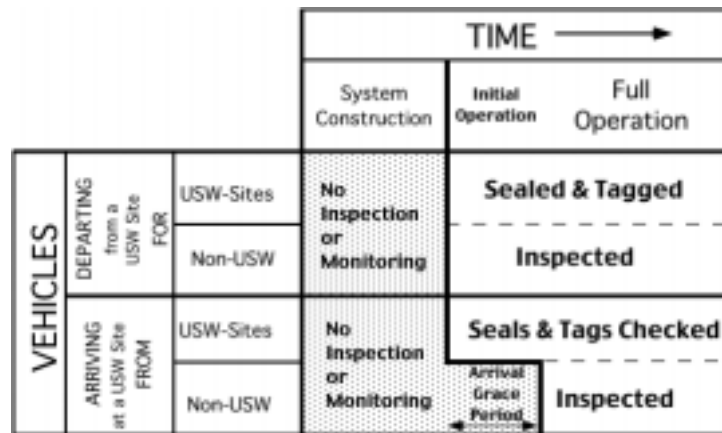 TIME
System
Construction
Initial
Operation
Full
Operation
VEHICLES
DEPARTING
from a
USW Site
FOR
USW-Sites
Non-USW
No
Inspection
or
Monitoring
Sealed & Tagged
Inspected
ARRIVING
at a USW Site
FROM
USW-Sites
Non-USW
No
Inspection
or
Monitoring
Seals & Tags Checked
Arrival
Grace
Period
Inspected